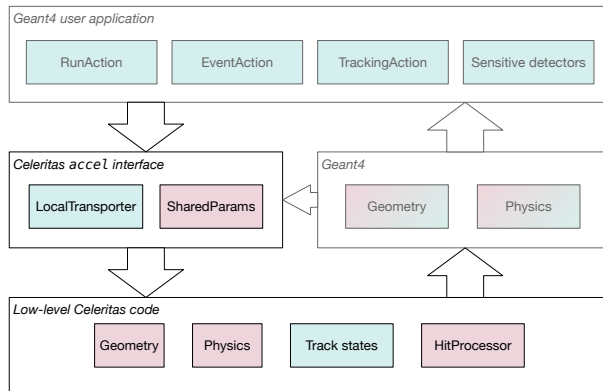 Geant4 user application
RunAction
EventAction
TrackingAction
Sensitive detectors
Celeritas accel interface
LocalTransporter
SharedParams
Geant4
Geometry
Physics
Low-level Celeritas code
Geometry
Physics
Track states
HitProcessor